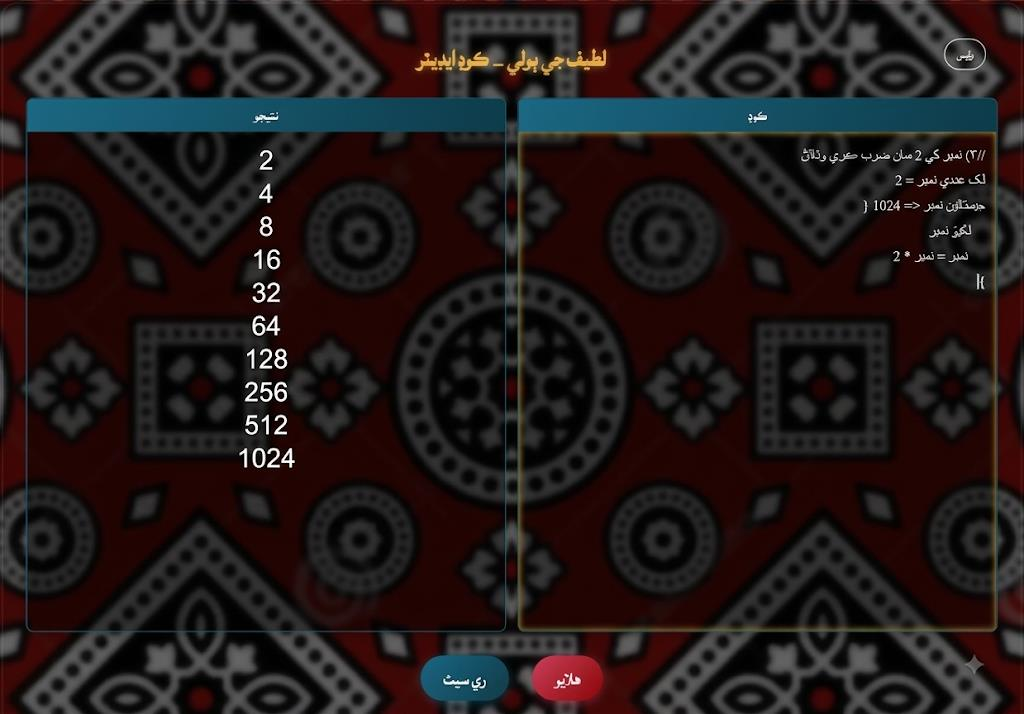 لطيف جي ٻولي – ڪوڊ ايڊيٽر
واپس
ڪوڊ
//٣) نمبر کي 2 سان ضرب ڪري وڌائڻ
لک عددي نمبر = 2
جيستائين نمبر <= 1024 {
لکيو نمبر
نمبر = نمبر * 2
}
نتيجو
2
4
8
16
32
64
128
256
512
1024
هلايو
ري سيٽ